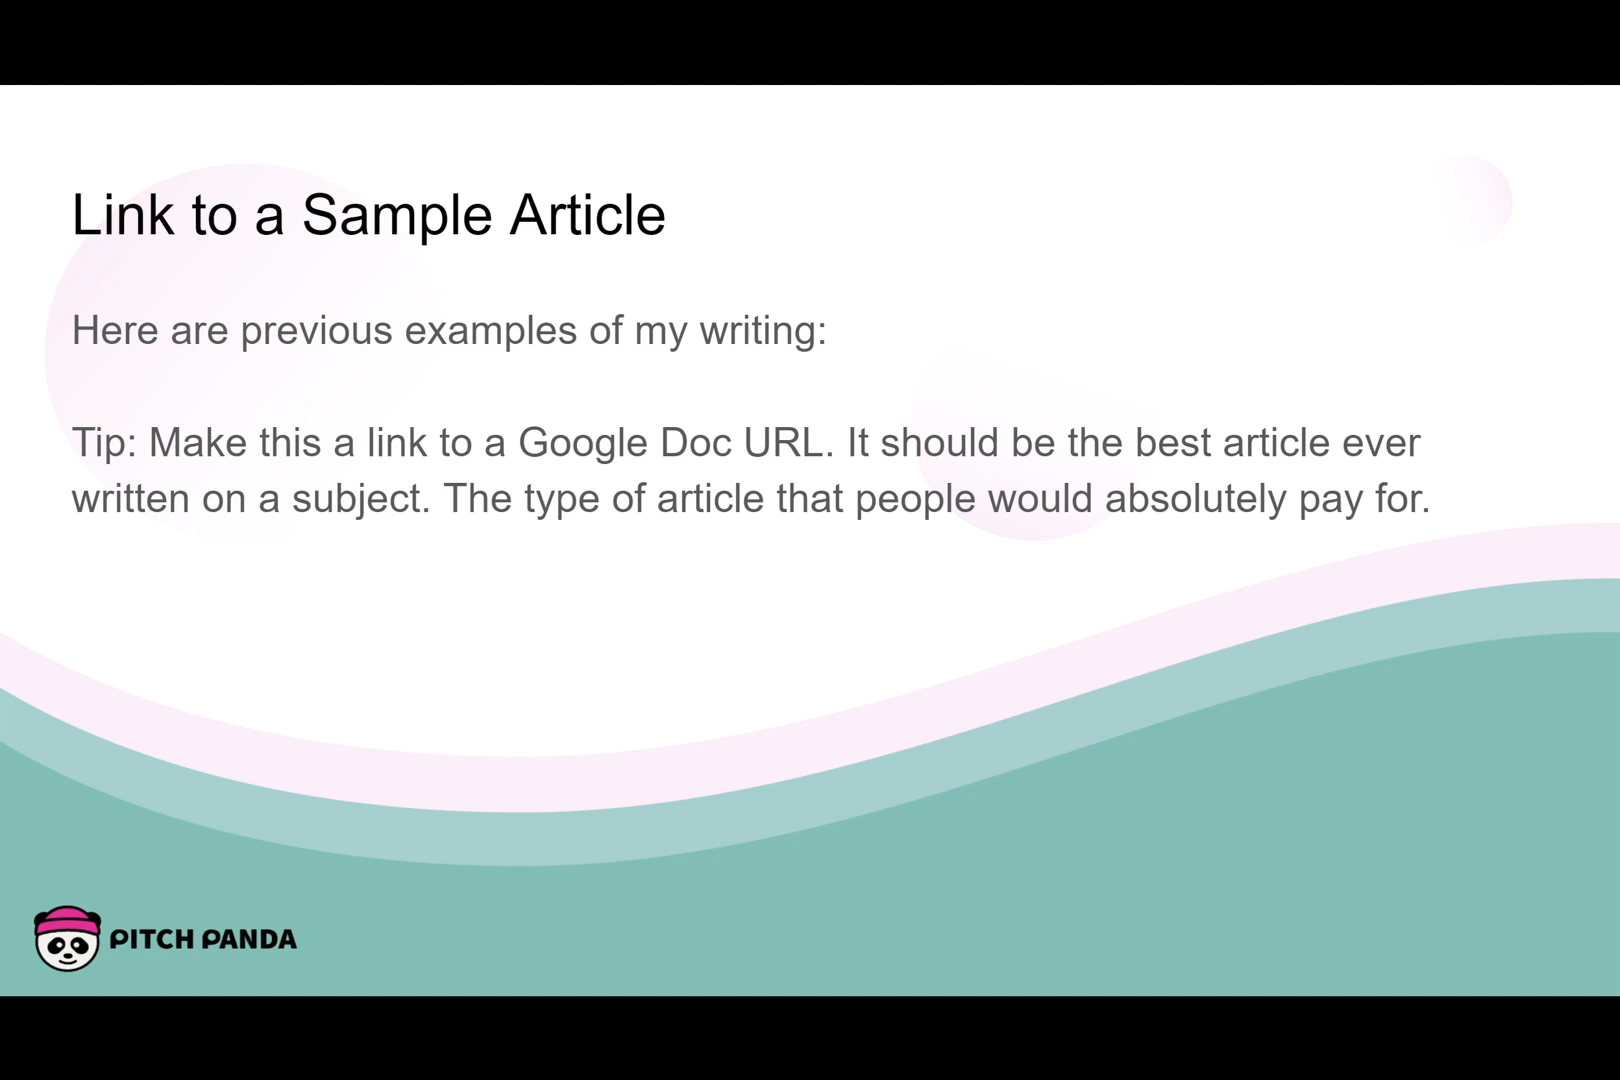 Link to a Sample Article
Here are previous examples of my writing:
Tip: Make this a link to a Google Doc URL. It should be the best article ever
written on a subject. The type of article that people would absolutely pay for.
PITCH PANDA